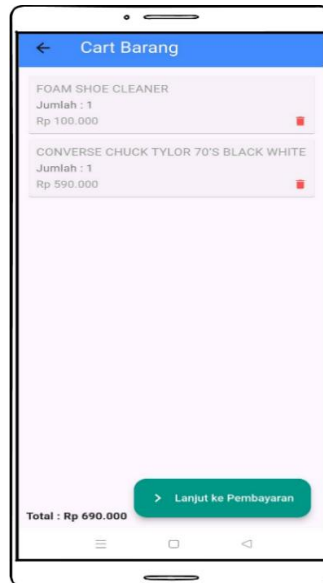 Cart Barang
FOAM SHOE CLEANER
Jumlah : 1
Rp 100.000
CONVERSE CHUCK TYLOR 70'S BLACK WHITE
Jumlah : 1
Rp 590.000
Lanjut ke Pembayaran
Total : Rp 690.000